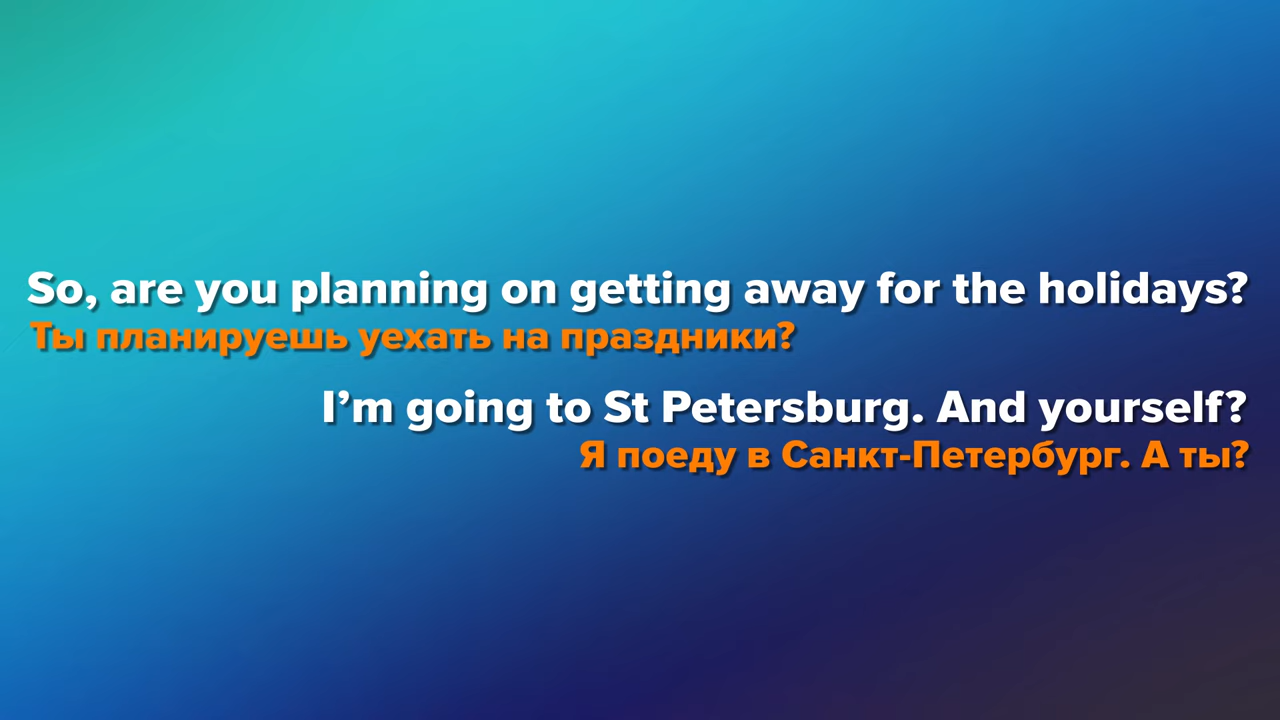 So, are you planning on getting away for the holidays?
Ты планируешь уехать на праздники?
I’m going to St Petersburg. And yourself?
Я поеду в Санкт-Петербург. А ты?